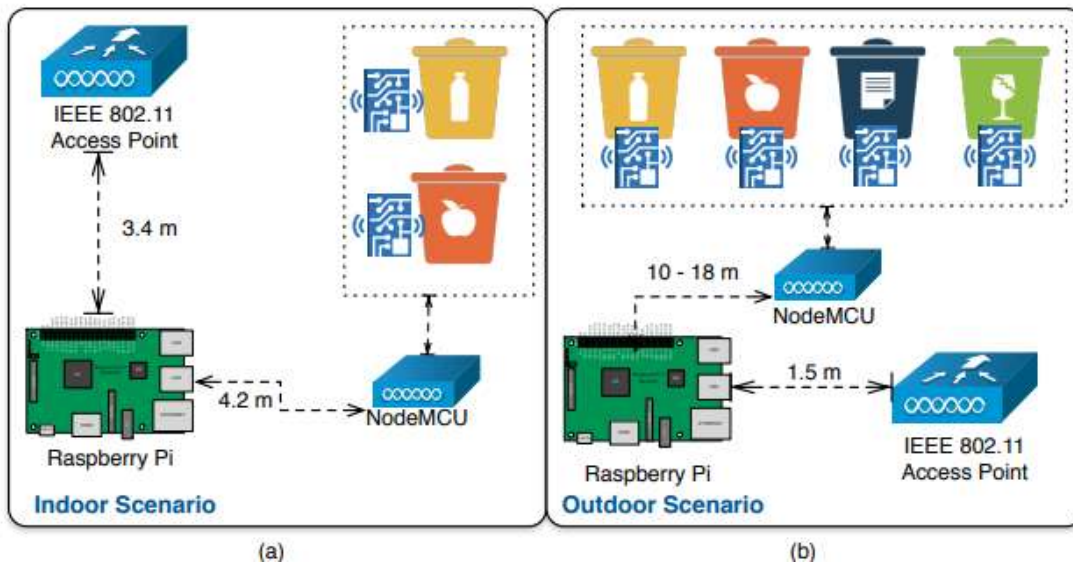 IEEE 802.11
Access Point
3.4 m
4.2 m
NodeMCU
Raspberry Pi
Indoor Scenario
(a)
10 - 18 m
NodeMCU
1.5 m
IEEE 802.11
Access Point
Raspberry Pi
Outdoor Scenario
(b)